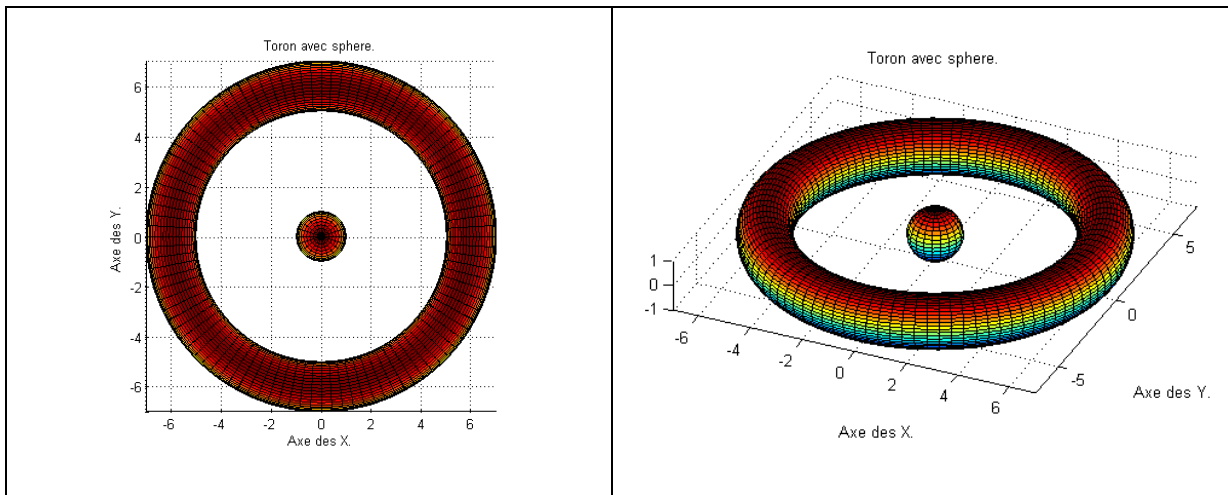 Toron avec sphere.
6
4
2
0
-2
-4
-6
Axe des Y.
-6 -4 -2 0 2 4 6
Axe des X.
Toron avec sphere.
1
0
-1
-6 -4 -2 0 2 4 6
Axe des X.
5
0
-5
Axe des Y.